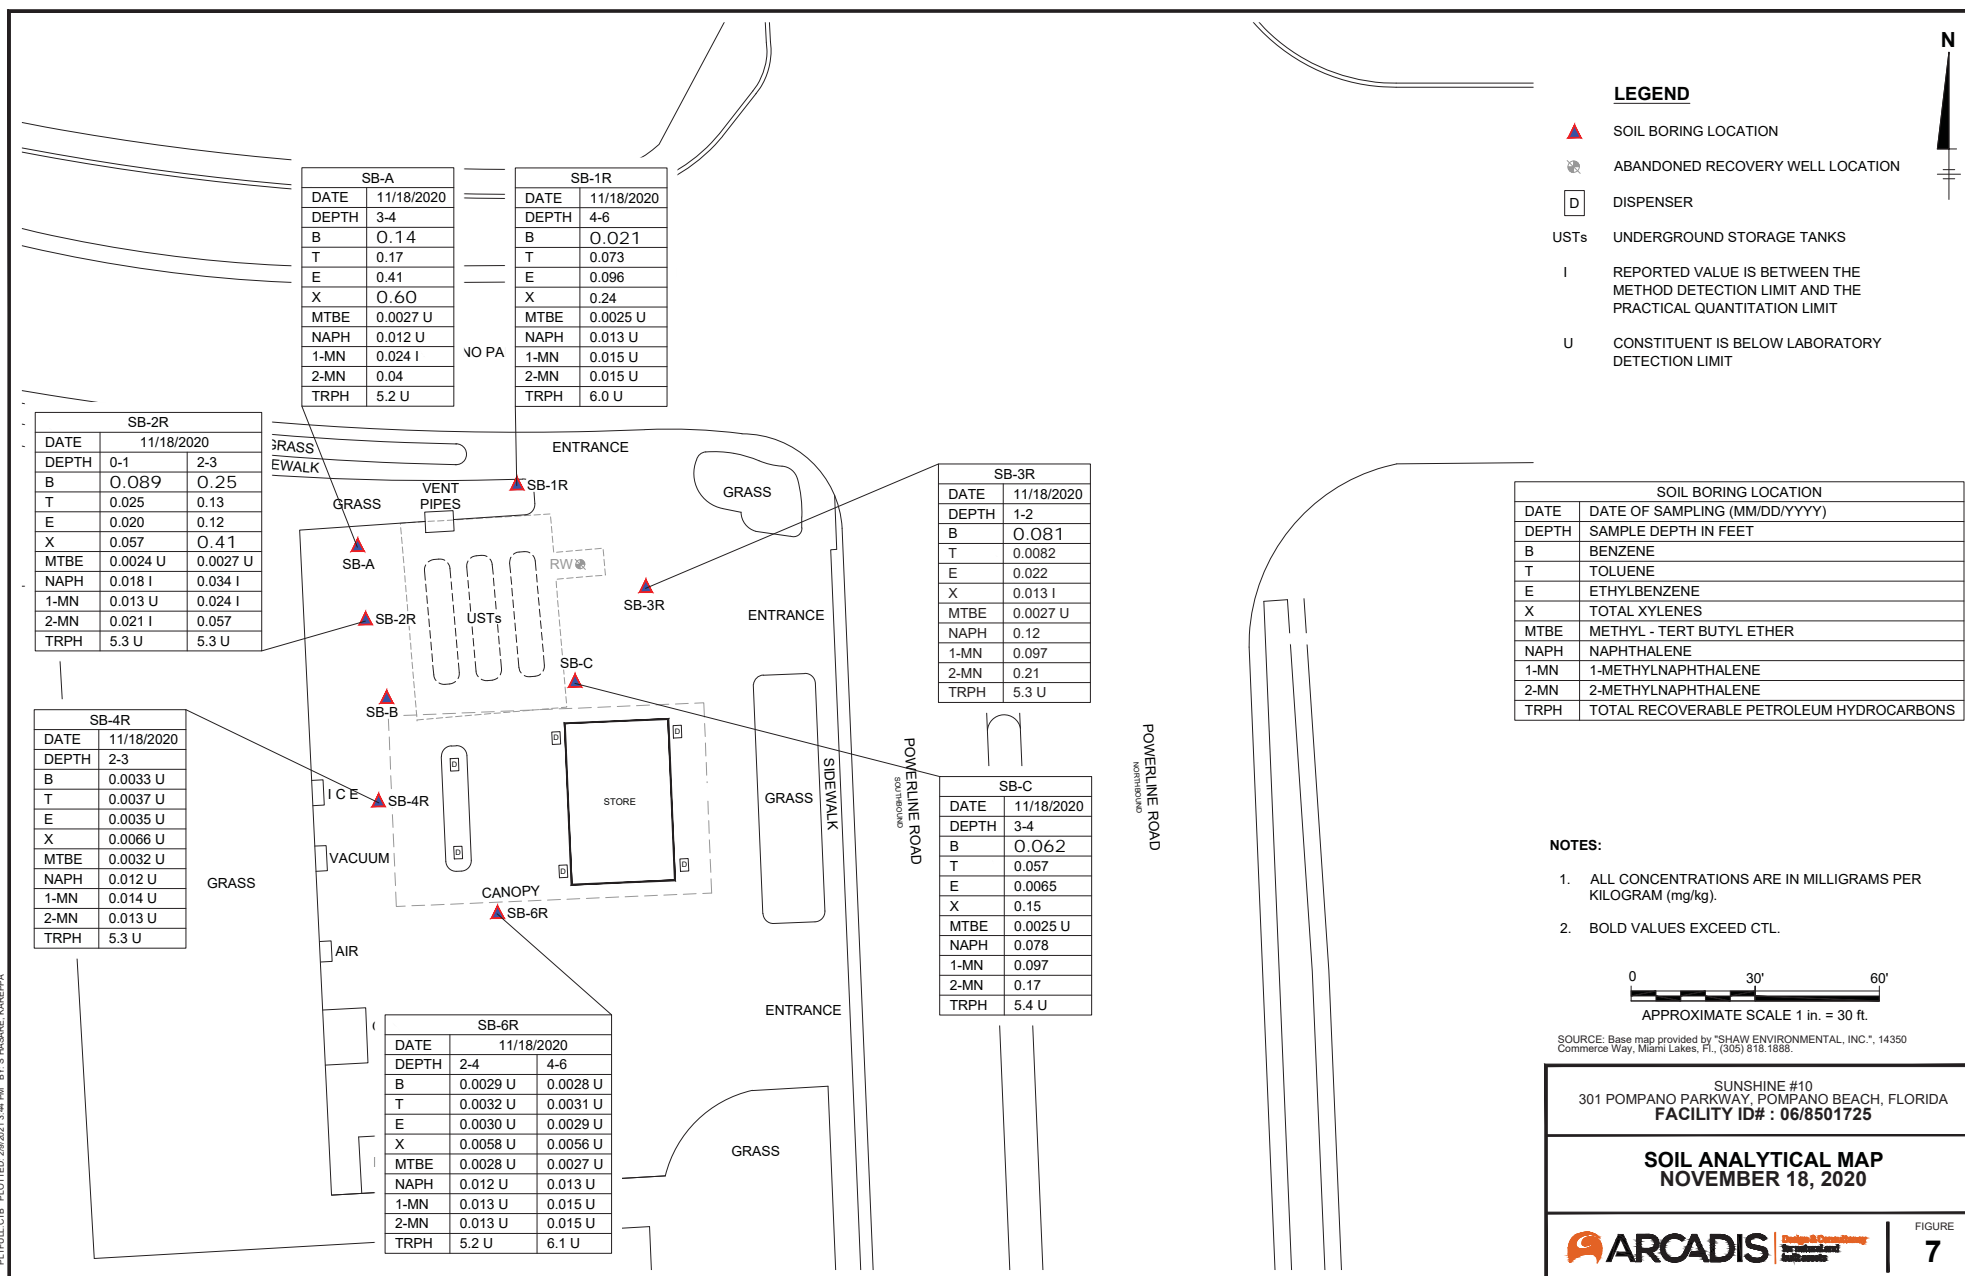 N
LEGEND
SOIL BORING LOCATION
ABANDONED RECOVERY WELL LOCATION
D DISPENSER
USTs UNDERGROUND STORAGE TANKS
I REPORTED VALUE IS BETWEEN THE
METHOD DETECTION LIMIT AND THE
PRACTICAL QUANTITATION LIMIT
U CONSTITUENT IS BELOW LABORATORY
DETECTION LIMIT
SB-A
DATE 11/18/2020
DEPTH 3-4
B 0.14
T 0.17
E 0.41
X 0.60
MTBE 0.0027 U
NAPH 0.012 U
1-MN 0.024 I
2-MN 0.04
TRPH 5.2 U
SB-1R
DATE 11/18/2020
DEPTH 4-6
B 0.021
T 0.073
E 0.096
X 0.24
MTBE 0.0025 U
NAPH 0.013 U
1-MN 0.015 U
2-MN 0.015 U
TRPH 6.0 U
NO PA
SB-2R
DATE 11/18/2020
DEPTH 0-1 2-3
B 0.089 0.25
T 0.025 0.13
E 0.020 0.12
X 0.057 0.41
MTBE 0.0024 U 0.0027 U
NAPH 0.018 I 0.034 I
1-MN 0.013 U 0.024 I
2-MN 0.021 I 0.057
TRPH 5.3 U 5.3 U
GRASS
EWALK
ENTRANCE
GRASS
VENT
PIPES
SB-1R
GRASS
SB-A
RW
SB-2R
USTs
SB-3R
ENTRANCE
SB-C
SB-B
SB-3R
DATE 11/18/2020
DEPTH 1-2
B 0.081
T 0.0082
E 0.022
X 0.013 I
MTBE 0.0027 U
NAPH 0.12
1-MN 0.097
2-MN 0.21
TRPH 5.3 U
SOIL BORING LOCATION
DATE DATE OF SAMPLING (MM/DD/YYYY)
DEPTH SAMPLE DEPTH IN FEET
B BENZENE
T TOLUENE
E ETHYLBENZENE
X TOTAL XYLENES
MTBE METHYL - TERT BUTYL ETHER
NAPH NAPHTHALENE
1-MN 1-METHYLNAPHTHALENE
2-MN 2-METHYLNAPHTHALENE
TRPH TOTAL RECOVERABLE PETROLEUM HYDROCARBONS
SB-4R
DATE 11/18/2020
DEPTH 2-3
B 0.0033 U
T 0.0037 U
E 0.0035 U
X 0.0066 U
MTBE 0.0032 U
NAPH 0.012 U
1-MN 0.014 U
2-MN 0.013 U
TRPH 5.3 U
GRASS
I C E
SB-4R
VACUUM
AIR
D
D
D
D
D
D
STORE
CANOPY
SB-6R
GRASS
SIDEWALK
POWERLINE ROAD
SOUTHBOUND
POWERLINE ROAD
NORTHBOUND
ENTRANCE
GRASS
SB-C
DATE 11/18/2020
DEPTH 3-4
B 0.062
T 0.057
E 0.0065
X 0.15
MTBE 0.0025 U
NAPH 0.078
1-MN 0.097
2-MN 0.17
TRPH 5.4 U
SB-6R
DATE 11/18/2020
DEPTH 2-4 4-6
B 0.0029 U 0.0028 U
T 0.0032 U 0.0031 U
E 0.0030 U 0.0029 U
X 0.0058 U 0.0056 U
MTBE 0.0028 U 0.0027 U
NAPH 0.012 U 0.013 U
1-MN 0.013 U 0.015 U
2-MN 0.013 U 0.015 U
TRPH 5.2 U 6.1 U
NOTES:
1. ALL CONCENTRATIONS ARE IN MILLIGRAMS PER
KILOGRAM (mg/kg).
2. BOLD VALUES EXCEED CTL.
0 30' 60'
APPROXIMATE SCALE 1 in. = 30 ft.
SOURCE: Base map provided by "SHAW ENVIRONMENTAL, INC.", 14350
Commerce Way, Miami Lakes, Fl., (305) 818.1888.
SUNSHINE #10
301 POMPANO PARKWAY, POMPANO BEACH, FLORIDA
FACILITY ID# : 06/8501725
SOIL ANALYTICAL MAP
NOVEMBER 18, 2020
ARCADIS
Design & Consultancy
for natural and
built assets
FIGURE
7